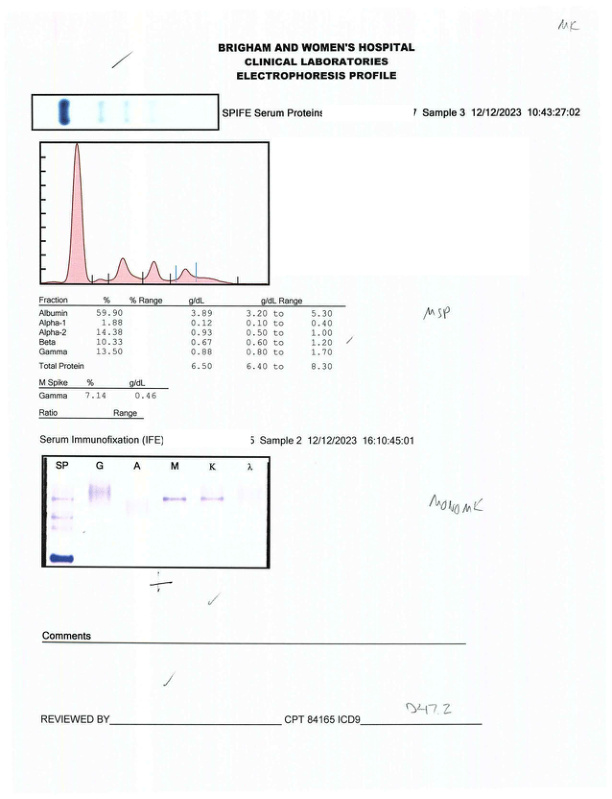 MK
BRIGHAM AND WOMEN'S HOSPITAL
CLINICAL LABORATORIES
ELECTROPHORESIS PROFILE
SPIFE Serum Proteins Sample 3 12/12/2023 10:43:27:02
Fraction % % Range g/dL g/dL Range
Albumin 59.90 3.89 3.20 to 5.30
Alpha-1 1.88 0.12 0.10 to 0.40
Alpha-2 14.38 0.93 0.50 to 1.00
Beta 10.33 0.67 0.60 to 1.20
Gamma 13.50 0.88 0.80 to 1.70
Total Protein 6.50 6.40 to 8.30
MSP
M Spike % g/dL
Gamma 7.14 0.46
Ratio Range
Serum Immunofixation (IFE) Sample 2 12/12/2023 16:10:45:01
SP G A M K λ
MONO MK
Comments
D47.2
REVIEWED BY CPT 84165 ICD9